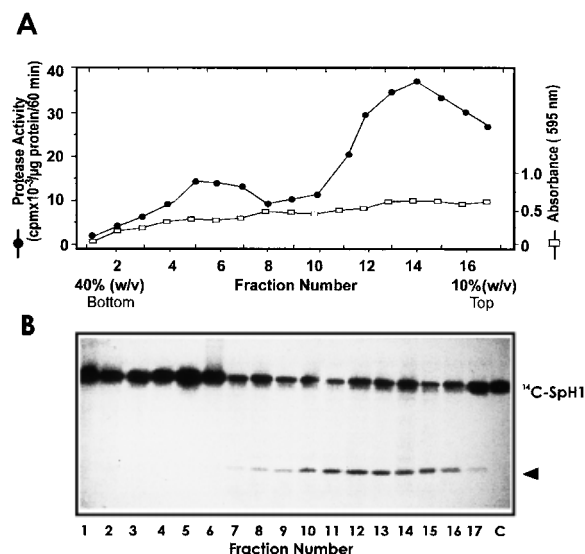 A
Protease Activity
(cpmx10⁻³/µg protein/60 min)
40
30
20
10
0
1.0
0.5
0
Absorbance ( 595 nm)
2 4 6 8 10 12 14 16
40% (w/v) Fraction Number 10%(w/v)
Bottom Top
B
¹⁴C-SpH1
1 2 3 4 5 6 7 8 9 10 11 12 13 14 15 16 17 C
Fraction Number